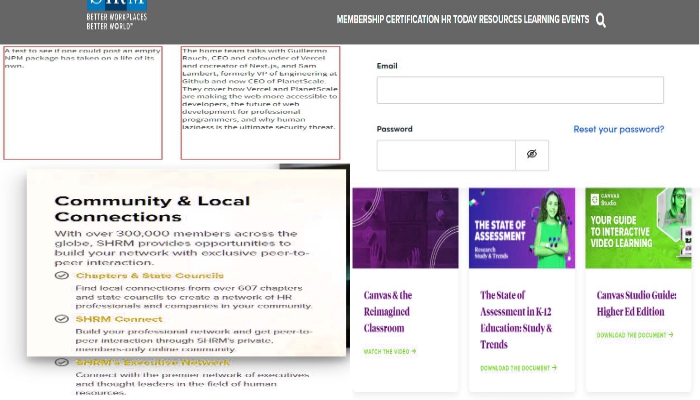 SHRM
BETTER WORKPLACES
BETTER WORLD™
MEMBERSHIP CERTIFICATION HR TODAY RESOURCES LEARNING EVENTS
A test to see if one could post an empty
NPM package has taken on a life of its
own.
The home team talks with Guillermo
Rauch, CEO and cofounder of Vercel
and cocreator of Next.js, and Sam
Lambert, formerly VP of Engineering at
Github and now CEO of PlanetScale.
They cover how Vercel and PlanetScale
are making the web more accessible to
developers, the future of web
development for professional
programmers, and why human
laziness is the ultimate security threat.
Email
Password
Reset your password?
Community & Local
Connections
With over 300,000 members across the
globe, SHRM provides opportunities to
build your network with exclusive peer-to-
peer interaction.
Chapters & State Councils
Find local connections from over 607 chapters
and state councils to create a network of HR
professionals and companies in your community.
SHRM Connect
Build your professional network and get peer-to-
peer interaction through SHRM's private,
members-only online community.
SHRM's Executive Network
Connect with the premier network of executives
and thought leaders in the field of human
resources.
Canvas & the
Reimagined
Classroom
WATCH THE VIDEO →
THE STATE OF
ASSESSMENT
Research
Study & Trends
The State of
Assessment in K-12
Education: Study &
Trends
DOWNLOAD THE DOCUMENT →
CANVAS
Studio
YOUR GUIDE
TO INTERACTIVE
VIDEO LEARNING
Canvas Studio Guide:
Higher Ed Edition
DOWNLOAD THE DOCUMENT →